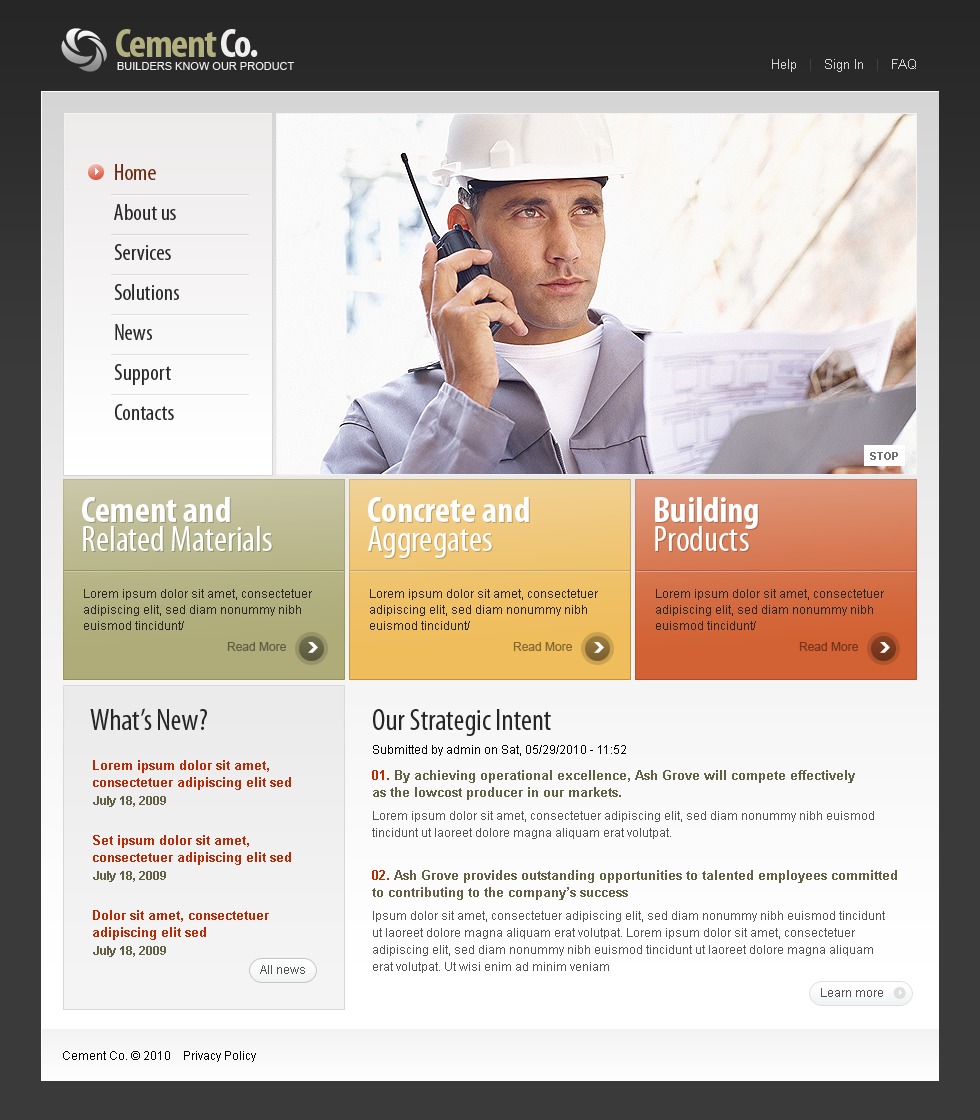 Cement Co.
BUILDERS KNOW OUR PRODUCT
Help | Sign In | FAQ
Home
About us
Services
Solutions
News
Support
Contacts
STOP
Cement and
Related Materials
Lorem ipsum dolor sit amet, consectetuer
adipiscing elit, sed diam nonummy nibh
euismod tincidunt/
Read More
Concrete and
Aggregates
Lorem ipsum dolor sit amet, consectetuer
adipiscing elit, sed diam nonummy nibh
euismod tincidunt/
Read More
Building
Products
Lorem ipsum dolor sit amet, consectetuer
adipiscing elit, sed diam nonummy nibh
euismod tincidunt/
Read More
What's New?
Lorem ipsum dolor sit amet,
consectetuer adipiscing elit sed
July 18, 2009
Set ipsum dolor sit amet,
consectetuer adipiscing elit sed
July 18, 2009
Dolor sit amet, consectetuer
adipiscing elit sed
July 18, 2009
All news
Our Strategic Intent
Submitted by admin on Sat, 05/29/2010 - 11:52
01. By achieving operational excellence, Ash Grove will compete effectively
as the lowcost producer in our markets.
Lorem ipsum dolor sit amet, consectetuer adipiscing elit, sed diam nonummy nibh euismod
tincidunt ut laoreet dolore magna aliquam erat volutpat.
02. Ash Grove provides outstanding opportunities to talented employees committed
to contributing to the company's success
Ipsum dolor sit amet, consectetuer adipiscing elit, sed diam nonummy nibh euismod tincidunt
ut laoreet dolore magna aliquam erat volutpat. Lorem ipsum dolor sit amet, consectetuer
adipiscing elit, sed diam nonummy nibh euismod tincidunt ut laoreet dolore magna aliquam
erat volutpat. Ut wisi enim ad minim veniam
Learn more
Cement Co. © 2010 Privacy Policy